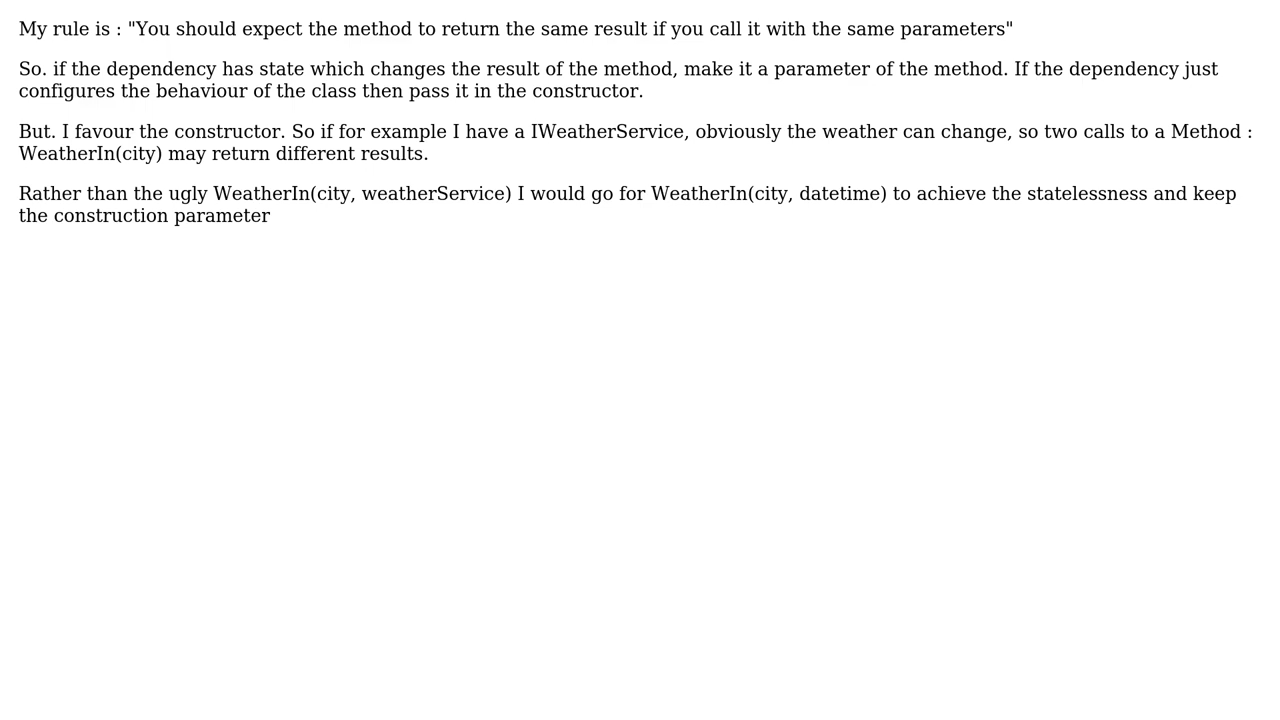 My rule is : "You should expect the method to return the same result if you call it with the same parameters"
So. if the dependency has state which changes the result of the method, make it a parameter of the method. If the dependency just
configures the behaviour of the class then pass it in the constructor.
But. I favour the constructor. So if for example I have a IWeatherService, obviously the weather can change, so two calls to a Method :
WeatherIn(city) may return different results.
Rather than the ugly WeatherIn(city, weatherService) I would go for WeatherIn(city, datetime) to achieve the statelessness and keep
the construction parameter